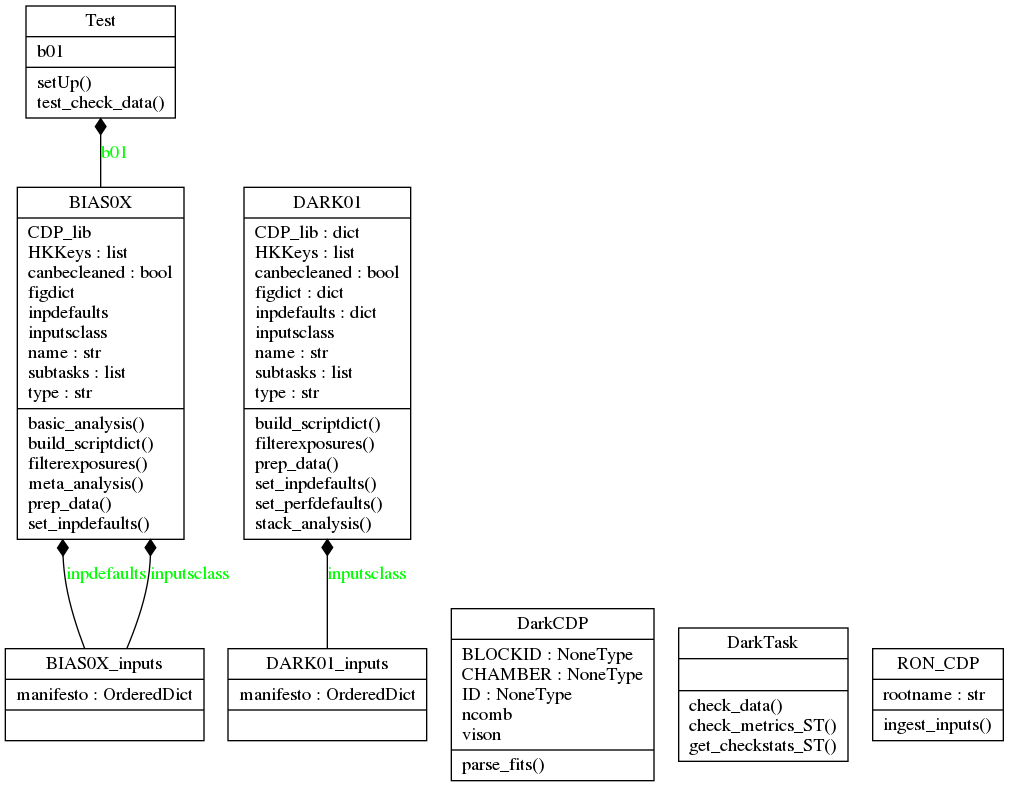 Test
b01
setUp()
test_check_data()
b01
BIAS0X
CDP_lib
HKKeys : list
canbecleaned : bool
figdict
inpdefaults
inputsclass
name : str
subtasks : list
type : str
basic_analysis()
build_scriptdict()
filterexposures()
meta_analysis()
prep_data()
set_inpdefaults()
DARK01
CDP_lib : dict
HKKeys : list
canbecleaned : bool
figdict : dict
inpdefaults : dict
inputsclass
name : str
subtasks : list
type : str
build_scriptdict()
filterexposures()
prep_data()
set_inpdefaults()
set_perfdefaults()
stack_analysis()
inpdefaults
inputsclass
inputsclass
BIAS0X_inputs
manifesto : OrderedDict
DARK01_inputs
manifesto : OrderedDict
DarkCDP
BLOCKID : NoneType
CHAMBER : NoneType
ID : NoneType
ncomb
vison
parse_fits()
DarkTask
check_data()
check_metrics_ST()
get_checkstats_ST()
RON_CDP
rootname : str
ingest_inputs()